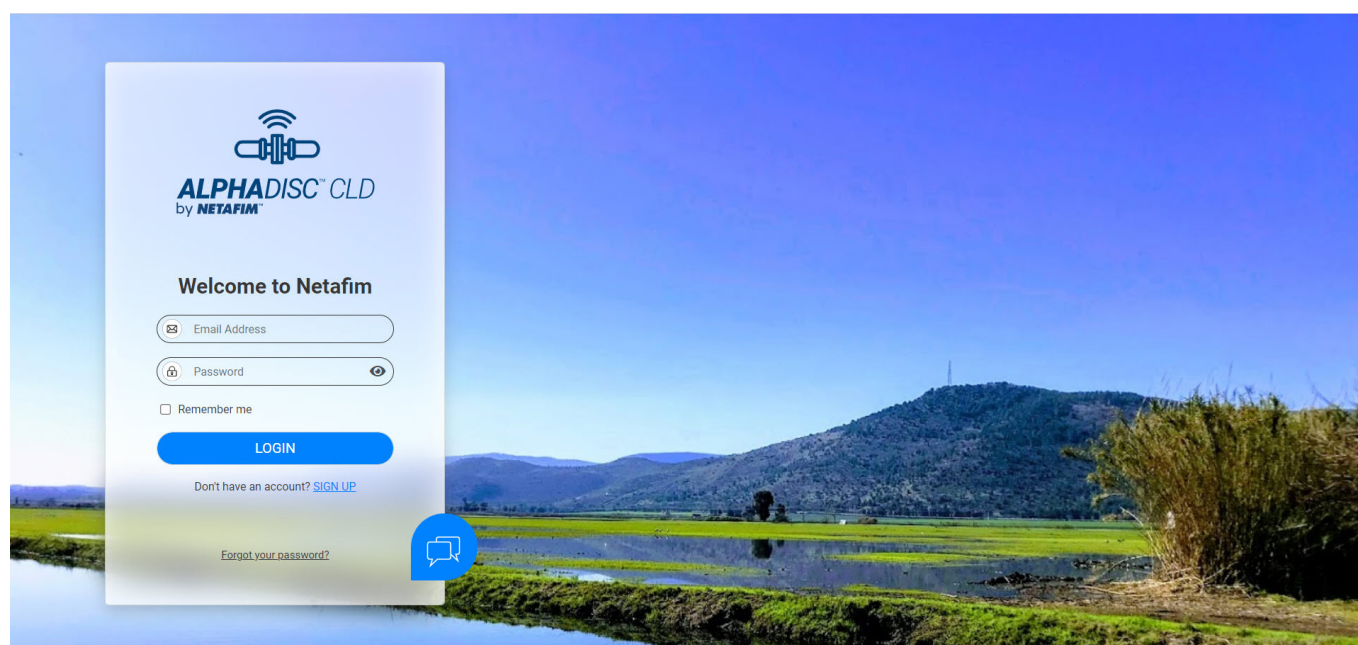 ALPHADISC™ CLD
by NETAFIM™
Welcome to Netafim
Email Address
Password
Remember me
LOGIN
Don't have an account? SIGN UP
Forgot your password?